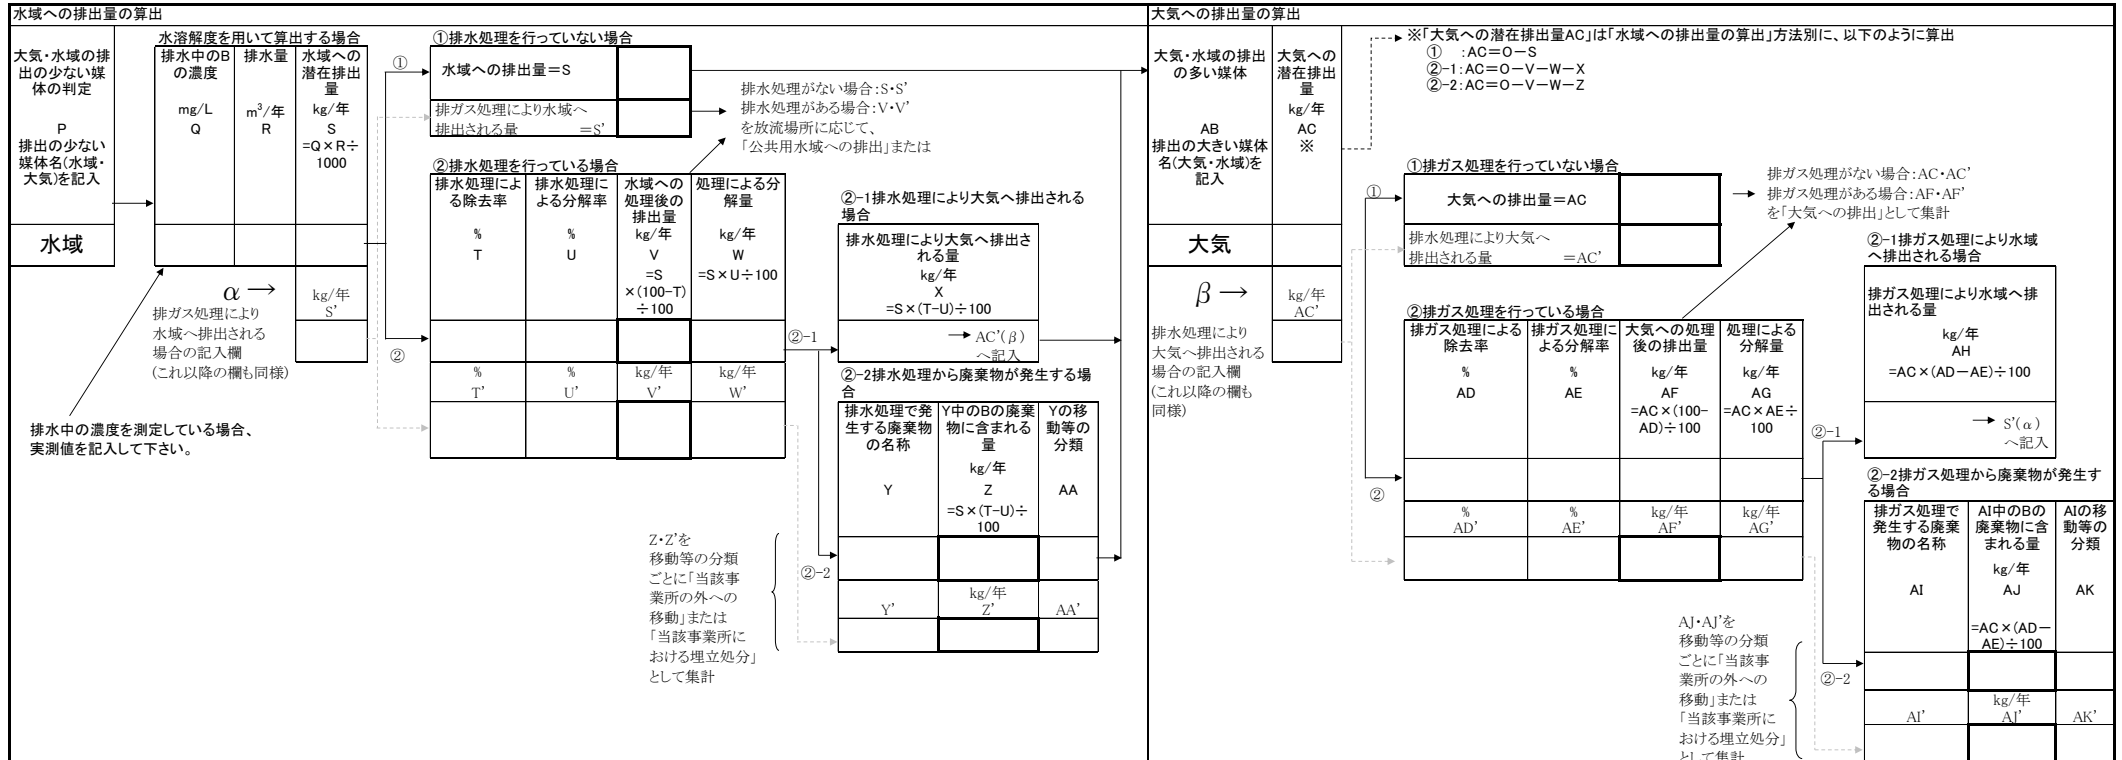 水域への排出量の算出
大気・水域の排
出の少ない媒
体の判定
P
排出の少ない
媒体名(水域・
大気)を記入
水域
水溶解度を用いて算出する場合
排水中のB
の濃度
mg/L
Q
排水量
m³/年
R
水域への
潜在排出
量
kg/年
S
=Q×R÷
1000
α→
kg/年
S'
排ガス処理により
水域へ排出される
場合の記入欄
(これ以降の欄も同様)
排水中の濃度を測定している場合、
実測値を記入して下さい。
①
②
①排水処理を行っていない場合
水域への排出量=S
排ガス処理により水域へ
排出される量 =S'
排水処理がない場合:S・S'
排水処理がある場合:V・V'
を放流場所に応じて、
「公共用水域への排出」または
②排水処理を行っている場合
排水処理によ
る除去率
%
T
排水処理に
よる分解率
%
U
水域への
処理後の
排出量
kg/年
V
=S
×(100-T)
÷100
処理による分
解量
kg/年
W
=S×U÷100
% % kg/年 kg/年
T' U' V' W'
②-1
②-2
②-1排水処理により大気へ排出される
場合
排水処理により大気へ排出さ
れる量
kg/年
X
=S×(T-U)÷100
→ AC'(β)
へ記入
②-2排水処理から廃棄物が発生する場
合
排水処理で発
生する廃棄物
の名称
Y
Y中のBの廃棄
物に含まれる
量
kg/年
Z
=S×(T-U)÷
100
Yの移
動等の
分類
AA
kg/年
Y' Z' AA'
Z・Z'を
移動等の分類
ごとに「当該事
業所の外への
移動」または
「当該事業所に
おける埋立処分」
として集計
大気への排出量の算出
大気・水域の排出
の多い媒体
AB
排出の大きい媒体
名(大気・水域)を
記入
大気
大気への
潜在排出
量
kg/年
AC
※
β→
kg/年
AC'
排水処理により
大気へ排出される
場合の記入欄
(これ以降の欄も
同様)
※「大気への潜在排出量AC」は「水域への排出量の算出」方法別に、以下のように算出
① :AC=O-S
②-1:AC=O-V-W-X
②-2:AC=O-V-W-Z
①
②
①排ガス処理を行っていない場合
大気への排出量=AC
排水処理により大気へ
排出される量 =AC'
排ガス処理がない場合:AC・AC'
排ガス処理がある場合:AF・AF'
を「大気への排出」として集計
②排ガス処理を行っている場合
排ガス処理による
除去率
%
AD
排ガス処理に
よる分解率
%
AE
大気への処理
後の排出量
kg/年
AF
=AC×(100-
AD)÷100
処理による
分解量
kg/年
AG
=AC×AE÷
100
% % kg/年 kg/年
AD' AE' AF' AG'
②-1
②-2
②-1排ガス処理により水域
へ排出される場合
排ガス処理により水域へ排
出される量
kg/年
AH
=AC×(AD-AE)÷100
→ S'(α)
へ記入
②-2排ガス処理から廃棄が発生す
る場合
排ガス処理で
発生する廃棄
物の名称
AI
AI中のBの
廃棄物に含
まれる量
kg/年
AJ
=AC×(AD-
AE)÷100
AIの移
動等の
分類
AK
kg/年
AI' AJ' AK'
AJ・AJ'を
移動等の分類
ごとに「当該事
業所の外への
移動」または
「当該事業所に
おける埋立処分」
として集計